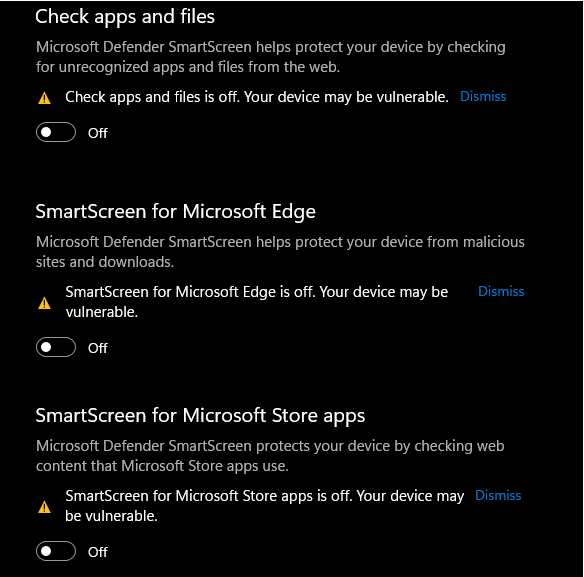 Check apps and files
Microsoft Defender SmartScreen helps protect your device by checking
for unrecognized apps and files from the web.
Check apps and files is off. Your device may be vulnerable. Dismiss
Off
SmartScreen for Microsoft Edge
Microsoft Defender SmartScreen helps protect your device from malicious
sites and downloads.
SmartScreen for Microsoft Edge is off. Your device may be Dismiss
vulnerable.
Off
SmartScreen for Microsoft Store apps
Microsoft Defender SmartScreen protects your device by checking web
content that Microsoft Store apps use.
SmartScreen for Microsoft Store apps is off. Your device may Dismiss
be vulnerable.
Off